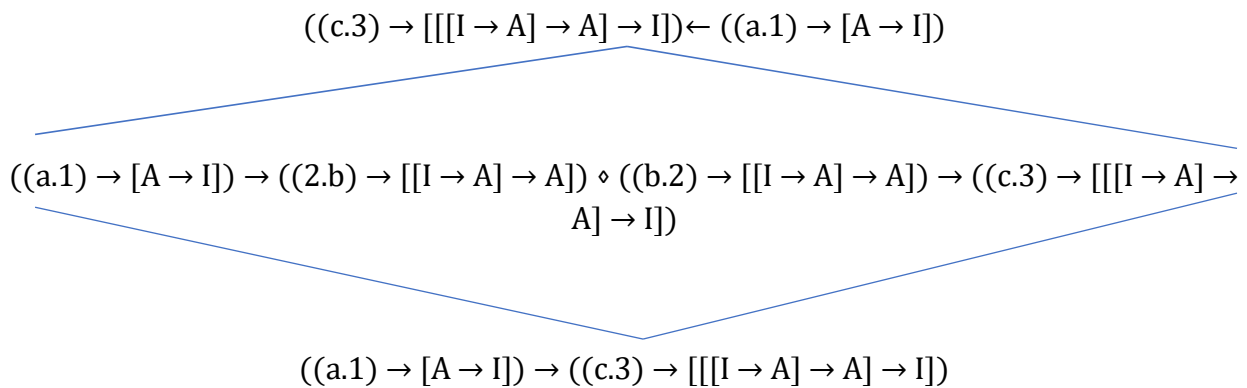 ((c.3) → [[[I → A] → A] → I])← ((a.1) → [A → I])
((a.1) → [A → I]) → ((2.b) → [[I → A] → A]) ⋄ ((b.2) → [[I → A] → A]) → ((c.3) → [[[I → A] →
A] → I])
((a.1) → [A → I]) → ((c.3) → [[[I → A] → A] → I])